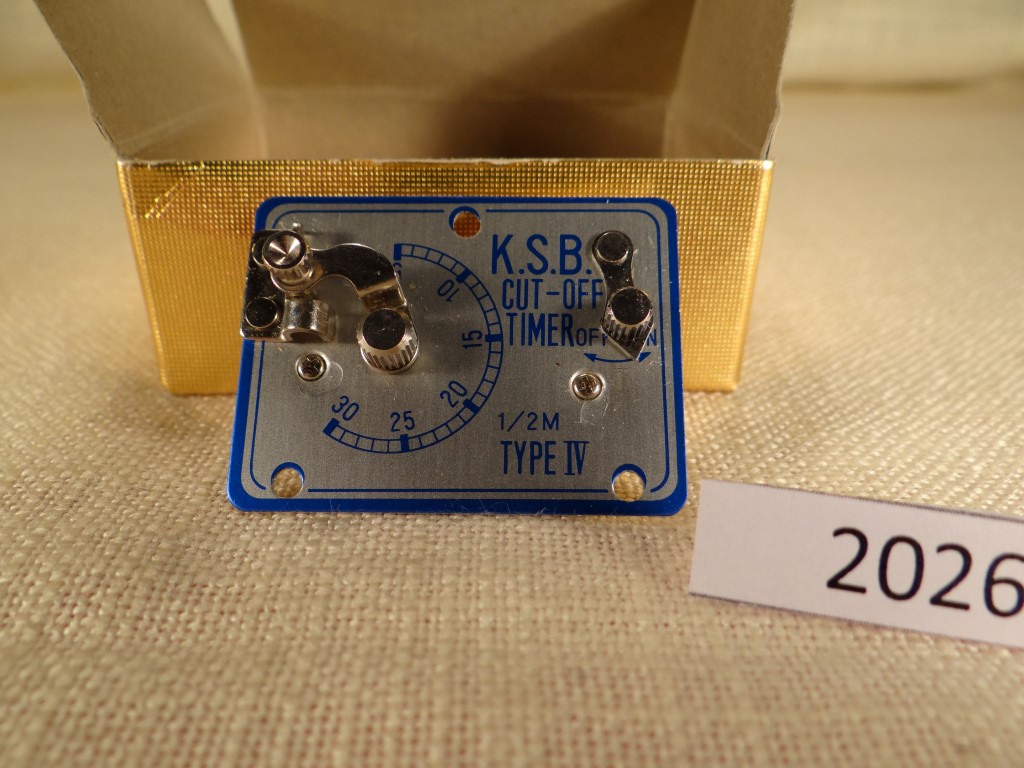 K.S.B.
CUT-OFF
TIMER
OFF
10
15
20
25
30
1/2M
TYPE IV
2026